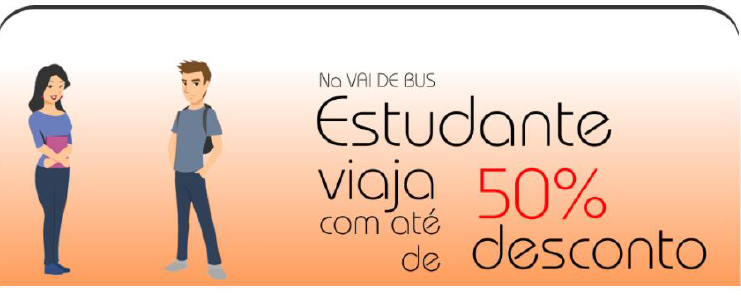 Na VAI DE BUS
Estudante
viaja 50%
com até
de desconto